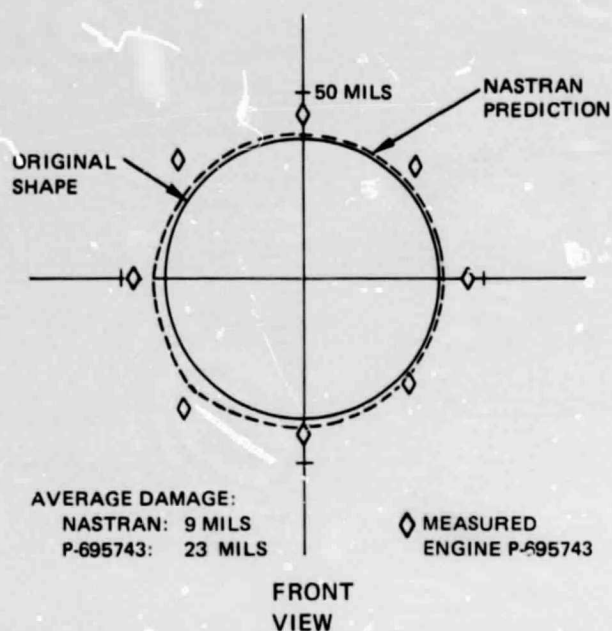 50 MILS
NASTRAN
PREDICTION
ORIGINAL
SHAPE
AVERAGE DAMAGE:
NASTRAN: 9 MILS
P-695743: 23 MILS
MEASURED
ENGINE P-695743
FRONT
VIEW